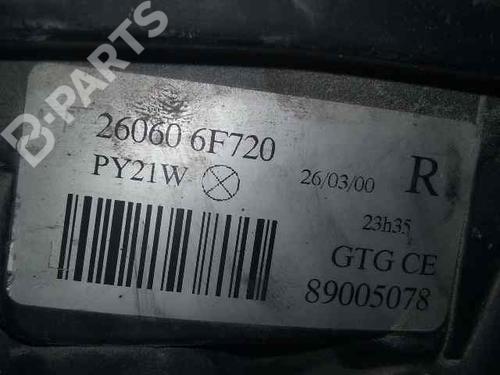 B-PARTS
26060 6F720
PY21W
26/03/00
R
23h35
GTG CE
89005078